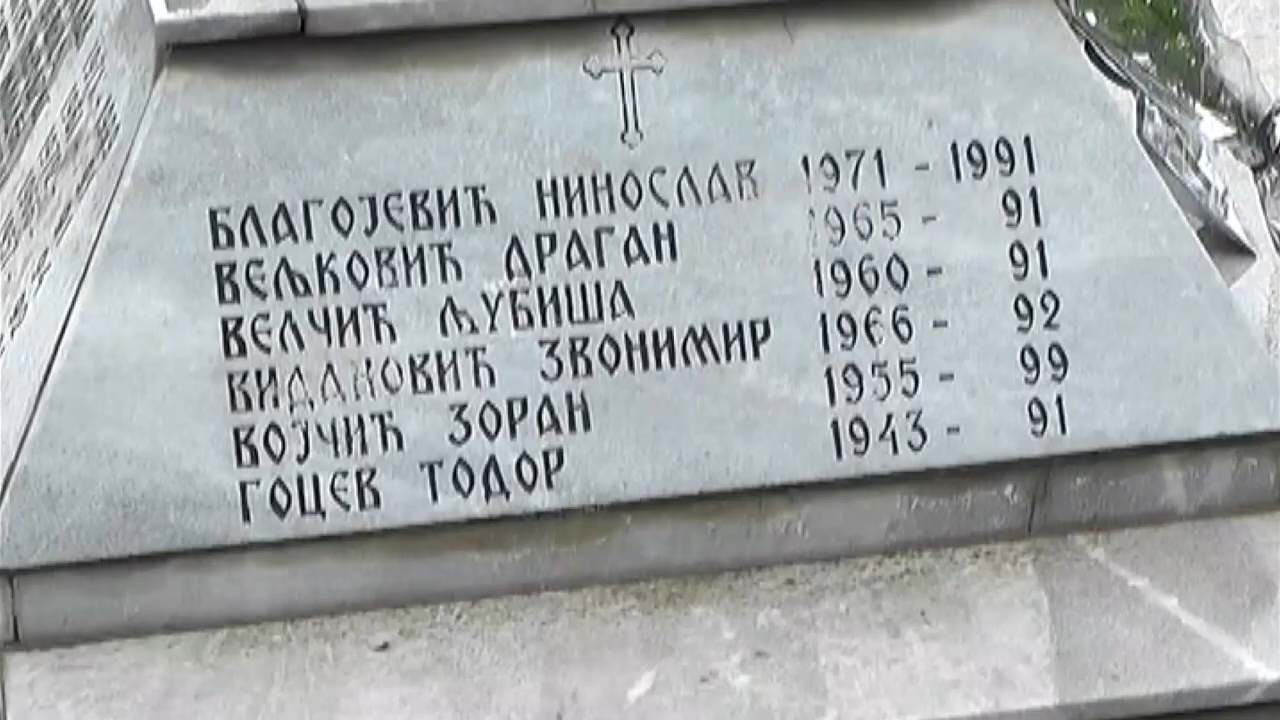 БЛАГОЈЕВИЋ НИНОСЛАВ 1971 - 1991
ВЕЉКОВИЋ ДРАГАН 1965 - 91
ВЕЛЧИЋ ЉУБИША 1960 - 91
ВИДАНОВИЋ ЗВОНИМИР 1966 - 92
ВОЈЧИЋ ЗОРАН 1955 - 99
ГОЦЕВ ТОДОР 1943 - 91